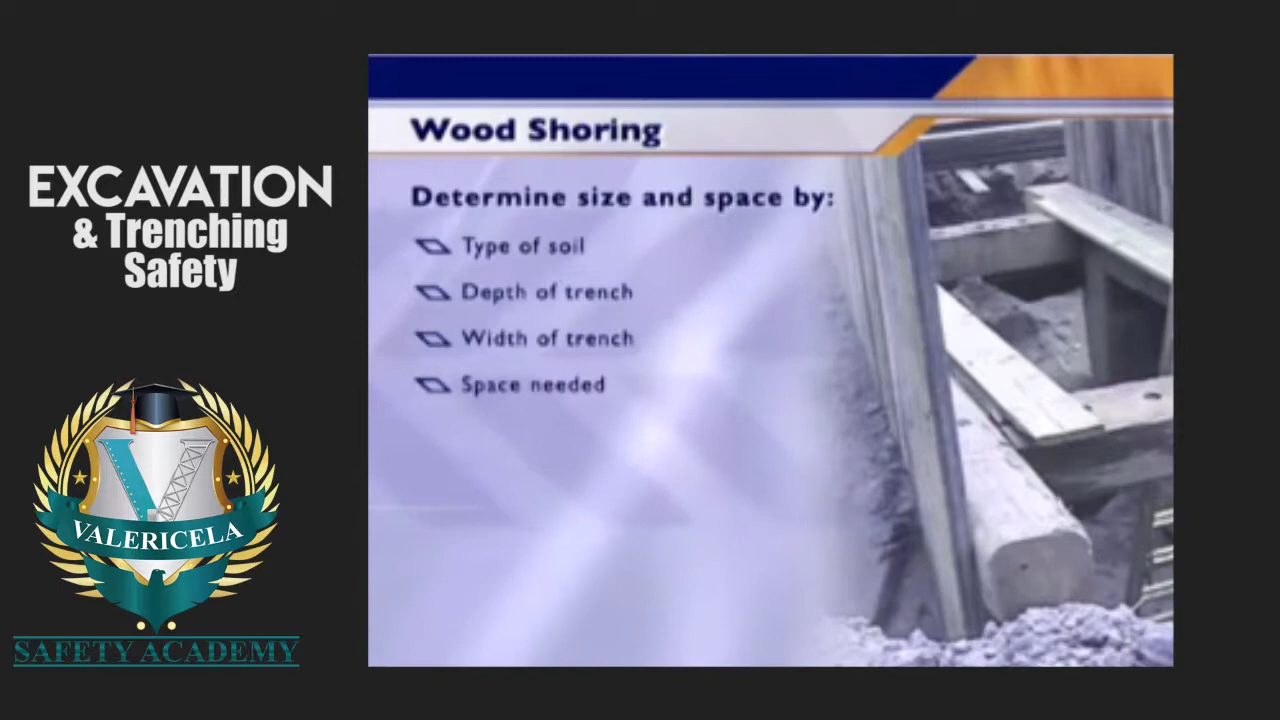 EXCAVATION
& Trenching
Safety
VALERICELA
SAFETY ACADEMY
Wood Shoring
Determine size and space by:
Type of soil
Depth of trench
Width of trench
Space needed